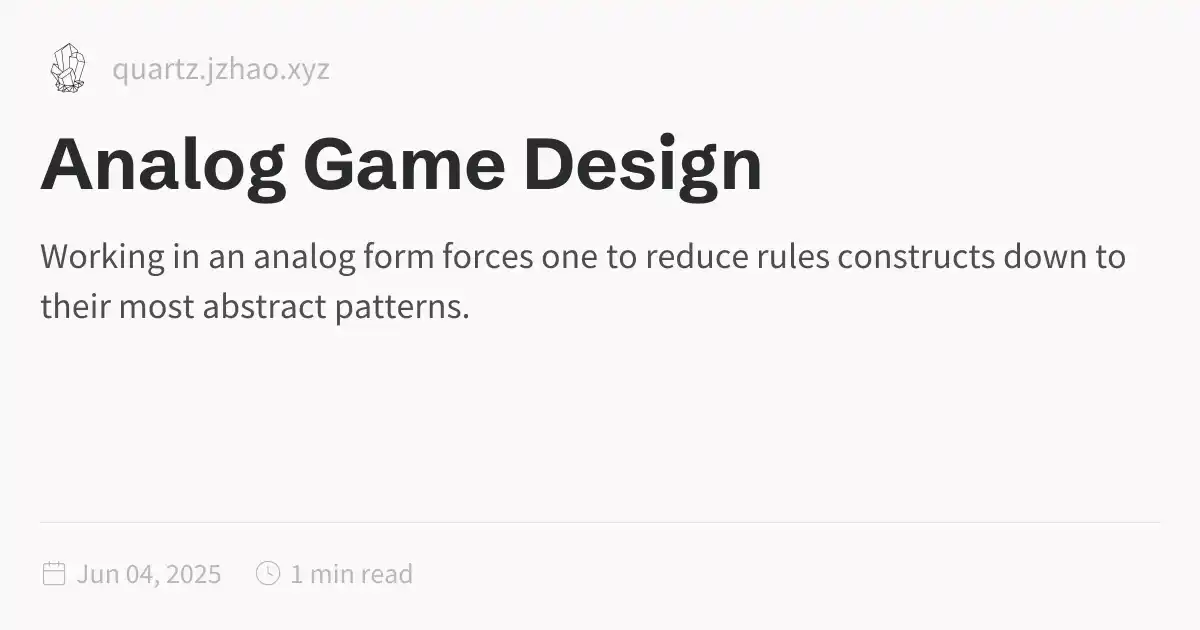 quartz.jzhao.xyz
Analog Game Design
Working in an analog form forces one to reduce rules constructs down to
their most abstract patterns.
Jun 04, 2025 1 min read